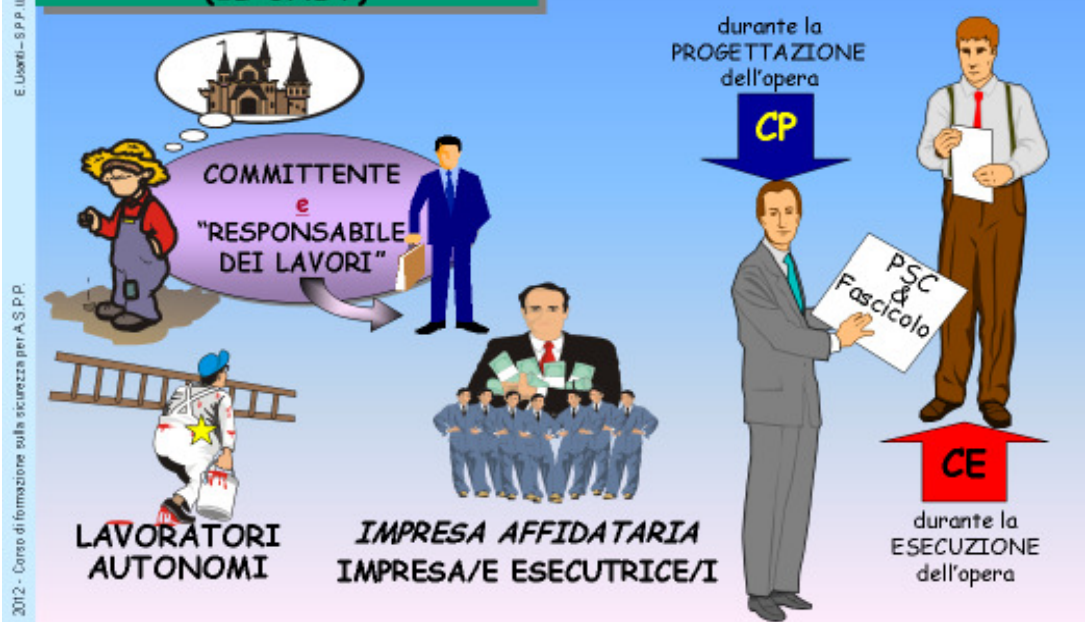 durante la
PROGETTAZIONE
dell'opera
CP
COMMITTENTE
e
"RESPONSABILE
DEI LAVORI"
PSC
&
Fascicolo
CE
durante la
ESECUZIONE
dell'opera
LAVORATORI
AUTONOMI
IMPRESA AFFIDATARIA
IMPRESA/E ESECUTRICE/I
2012 - Corso di formazione sulla sicurezza per A.S.P.P.
E.Usanti – S.P.P.